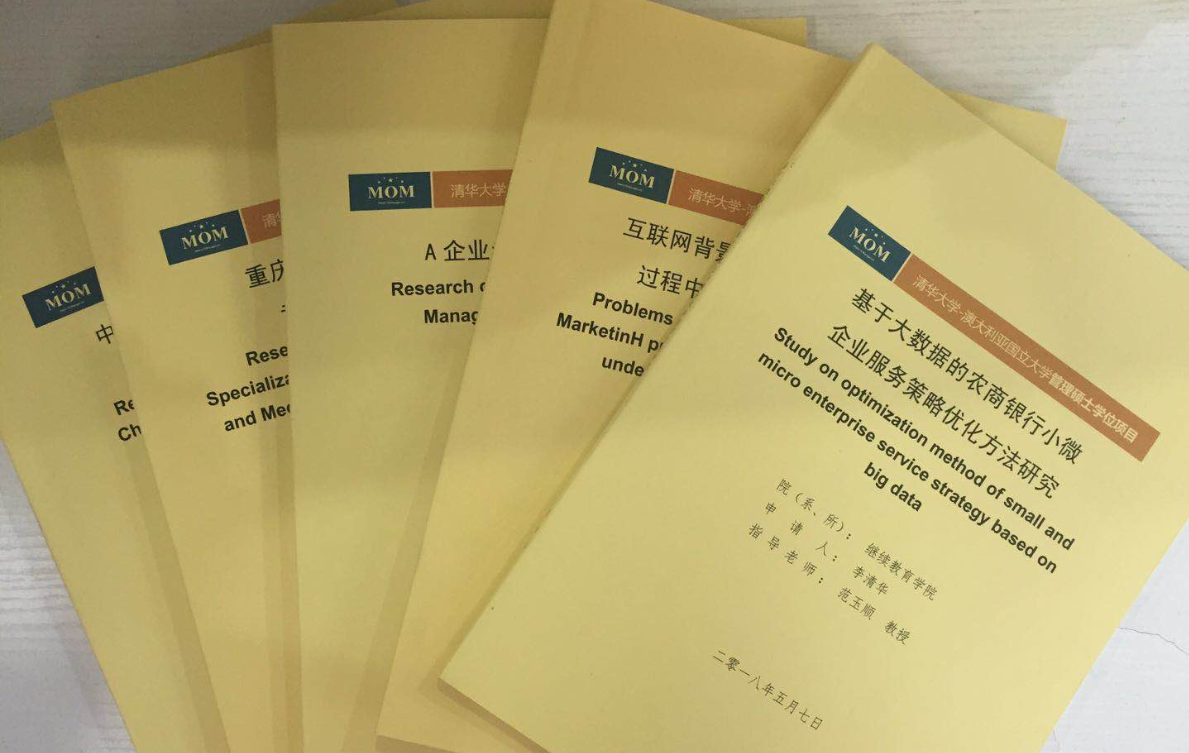 MOM
中
Re
Ch
MOM
清
重庆
Rese
Specializa
and Med
MOM
清华大学
A 企业
Research
Manag
MOM
清华大学-澳
互联网背景
过程中
Problems
MarketinH p
unde
MOM
清华大学-澳大利亚国立大学管理硕士学位项目
基于大数据的农商银行小微
企业服务策略优化方法研究
Study on optimization method of small and
micro enterprise service strategy based on
big data
院（系、所）： 继续教育学院
申 请 人： 李清华
指 导 老 师： 范玉顺 教授
二零一八年五月七日